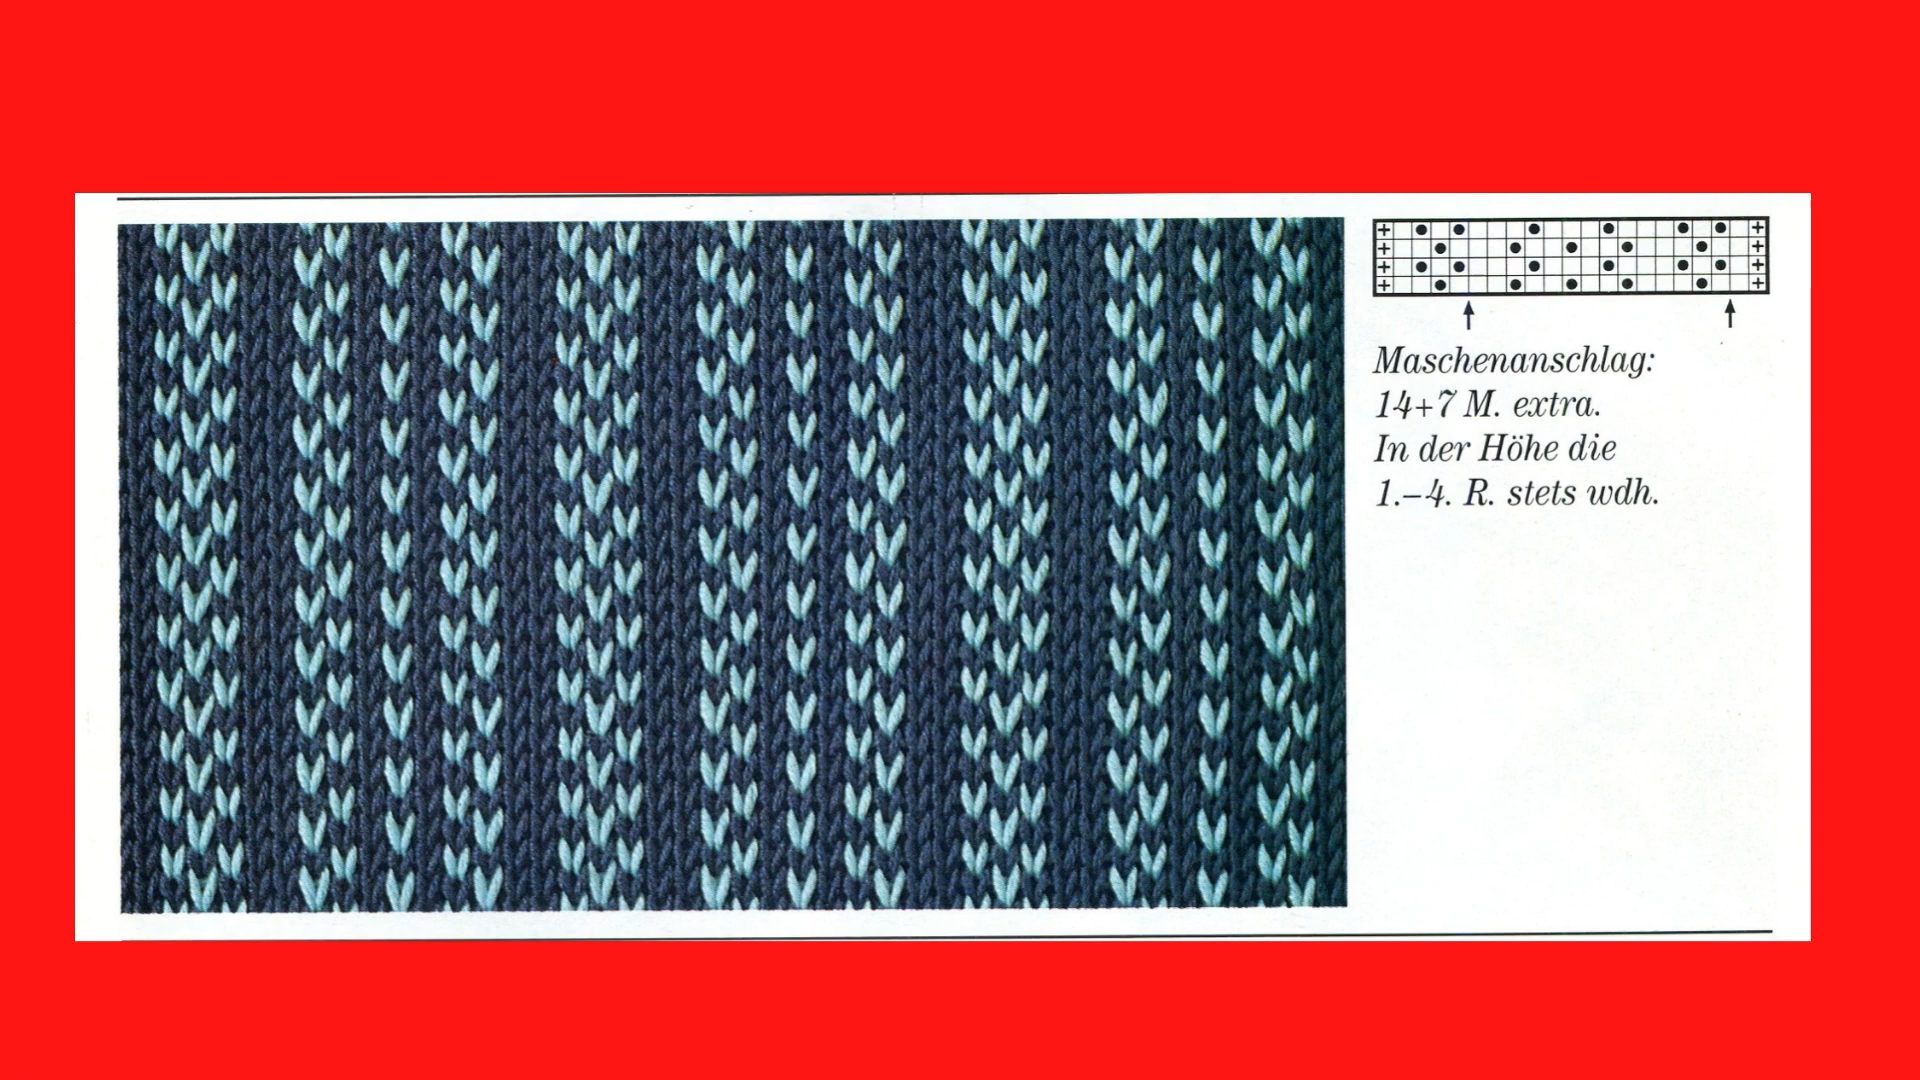 Maschenanschlag:
14+7 M. extra.
In der Höhe die
1.–4. R. stets wdh.